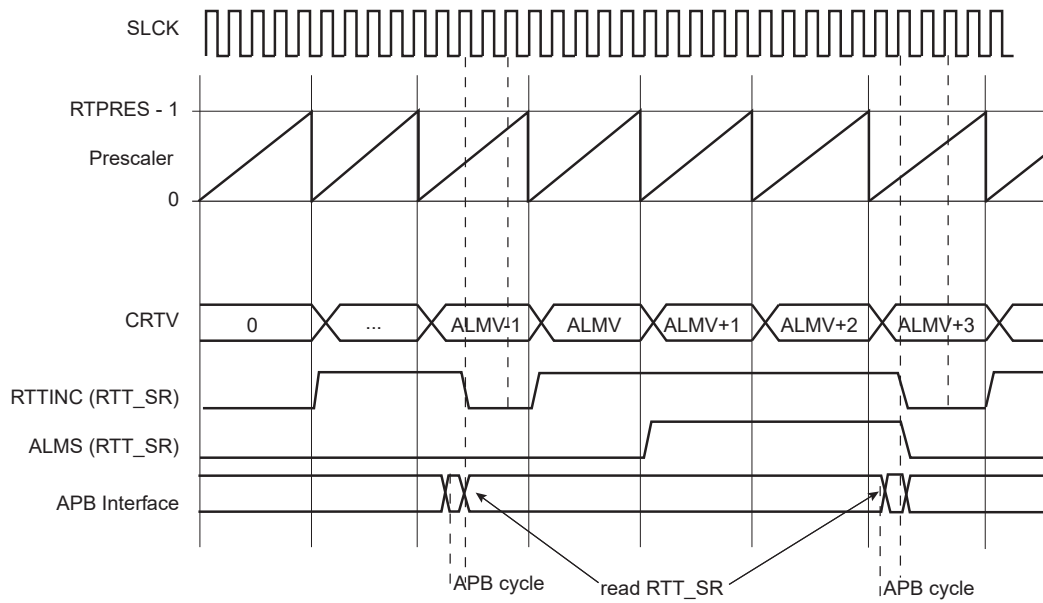 SLCK
RTPRES - 1
Prescaler
0
CRTV
0
...
ALMV-1
ALMV
ALMV+1
ALMV+2
ALMV+3
RTTINC (RTT_SR)
ALMS (RTT_SR)
APB Interface
APB cycle
read RTT_SR
APB cycle